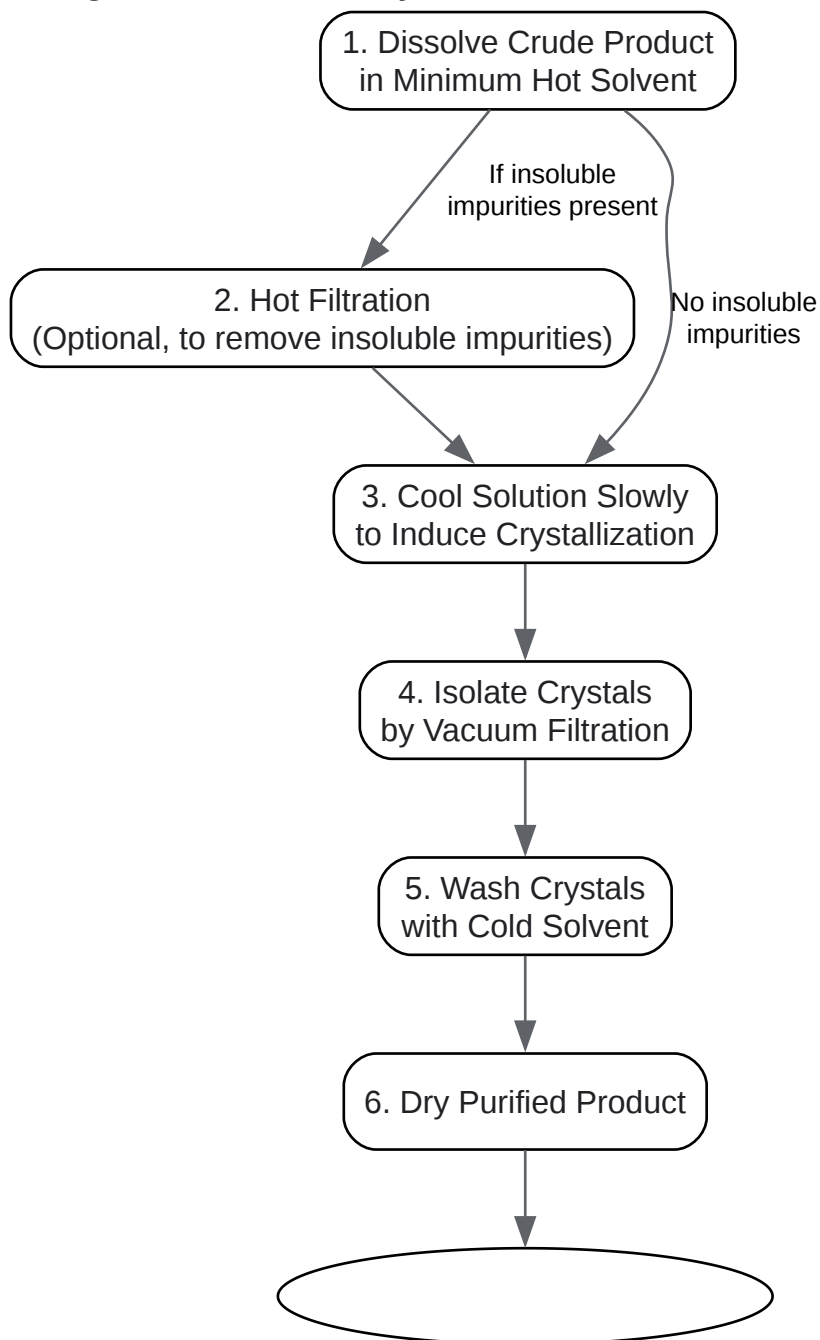 1. Dissolve Crude Product
in Minimum Hot Solvent
If insoluble
impurities present
2. Hot Filtration
(Optional, to remove insoluble impurities)
No insoluble
impurities
3. Cool Solution Slowly
to Induce Crystallization
4. Isolate Crystals
by Vacuum Filtration
5. Wash Crystals
with Cold Solvent
6. Dry Purified Product